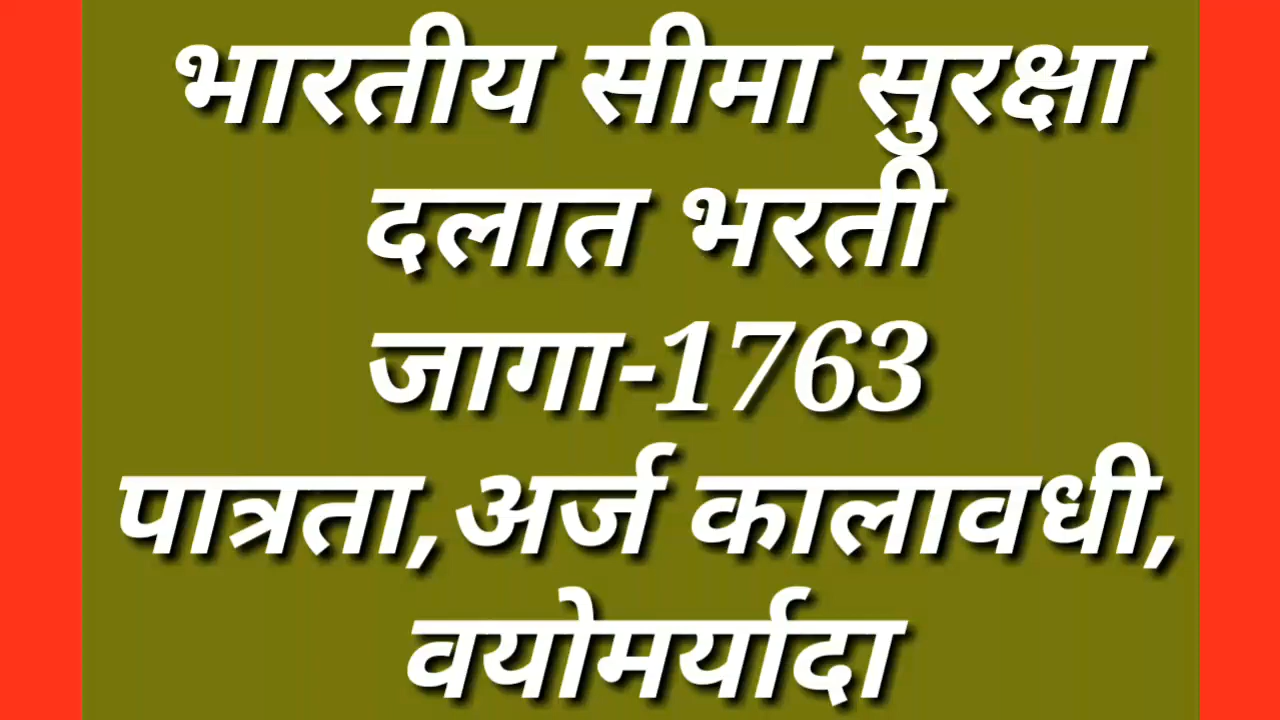 भारतीय सीमा सुरक्षा
दलात भरती
जागा-1763
पात्रता,अर्ज कालावधी,
वयोमर्यादा